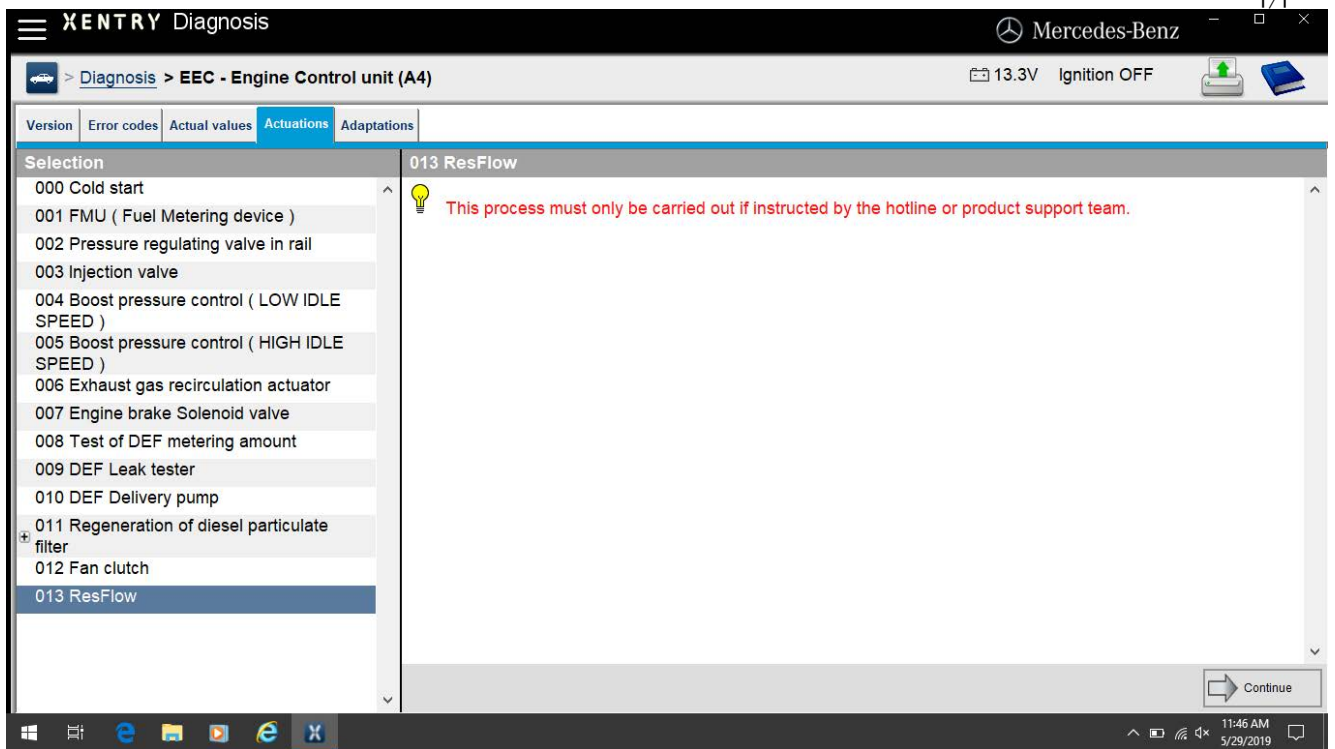 1/1
XENTRY Diagnosis
Mercedes-Benz
> Diagnosis > EEC - Engine Control unit (A4)
13.3V Ignition OFF
Version Error codes Actual values Actuations Adaptations
Selection
013 ResFlow
000 Cold start
001 FMU ( Fuel Metering device )
002 Pressure regulating valve in rail
003 Injection valve
004 Boost pressure control ( LOW IDLE
SPEED )
005 Boost pressure control ( HIGH IDLE
SPEED )
006 Exhaust gas recirculation actuator
007 Engine brake Solenoid valve
008 Test of DEF metering amount
009 DEF Leak tester
010 DEF Delivery pump
011 Regeneration of diesel particulate
filter
012 Fan clutch
013 ResFlow
This process must only be carried out if instructed by the hotline or product support team.
Continue
11:46 AM
5/29/2019